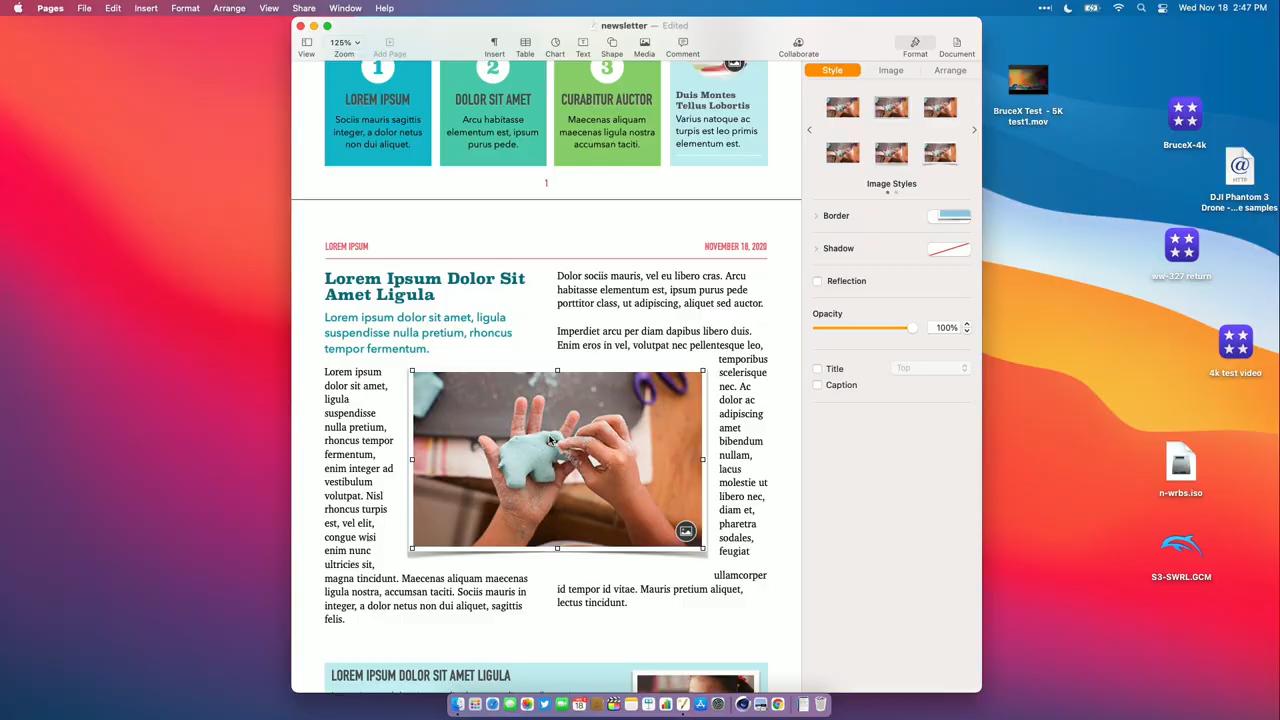 Pages File Edit Insert Format Arrange View Share Window Help
Wed Nov 18 2:47 PM
newsletter — Edited
125%
View Zoom Add Page Insert Table Chart Text Shape Media Comment Collaborate Format Document
1 LOREM IPSUM
Sociis mauris sagittis
integer, a dolor netus
non dui aliquet.
2 DOLOR SIT AMET
Arcu habitasse
elementum est, ipsum
purus pede.
3 CURABITUR AUCTOR
Maecenas aliquam
maecenas ligula nostra
accumsan taciti.
Duis Montes
Tellus Lobortis
Varius natoque ac
turpis est leo primis
elementum est.
1
LOREM IPSUM
NOVEMBER 18, 2020
Lorem Ipsum Dolor Sit
Amet Ligula
Lorem ipsum dolor sit amet, ligula
suspendisse nulla pretium, rhoncus
tempor fermentum.
Lorem ipsum
dolor sit amet,
ligula
suspendisse
nulla pretium,
rhoncus tempor
fermentum,
enim integer ad
vestibulum
volutpat. Nisl
rhoncus turpis
est, vel elit,
congue wisi
enim nunc
ultricies sit,
magna tincidunt. Maecenas aliquam maecenas
ligula nostra, accumsan taciti. Sociis mauris in
integer, a dolor netus non dui aliquet, sagittis
felis.
Dolor sociis mauris, vel eu libero cras. Arcu
habitasse elementum est, ipsum purus pede
porttitor class, ut adipiscing, aliquet sed auctor.
Imperdiet arcu per diam dapibus libero duis.
Enim eros in vel, volutpat nec pellentesque leo,
temporibus
scelerisque
nec. Ac
dolor ac
adipiscing
amet
bibendum
nullam,
lacus
molestie ut
libero nec,
diam et,
pharetra
sodales,
feugiat
ullamcorper
id tempor id vitae. Mauris pretium aliquet,
lectus tincidunt.
LOREM IPSUM DOLOR SIT AMET LIGULA
Style Image Arrange
Image Styles
Border
Shadow
Reflection
Opacity
100%
Title Top
Caption
BruceX Test - 5K
test1.mov
BruceX-4k
HTTP
DJI Phantom 3
Drone -...e samples
ww-327 return
4k test video
n-wrbs.iso
S3-SWRL.GCM
18